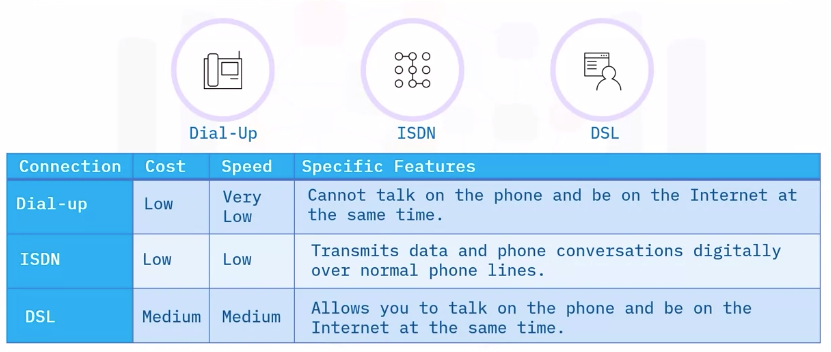 Dial-Up
ISDN
DSL
Connection Cost Speed Specific Features
Dial-up Low Very Low Cannot talk on the phone and be on the Internet at
the same time.
ISDN Low Low Transmits data and phone conversations digitally
over normal phone lines.
DSL Medium Medium Allows you to talk on the phone and be on the
Internet at the same time.